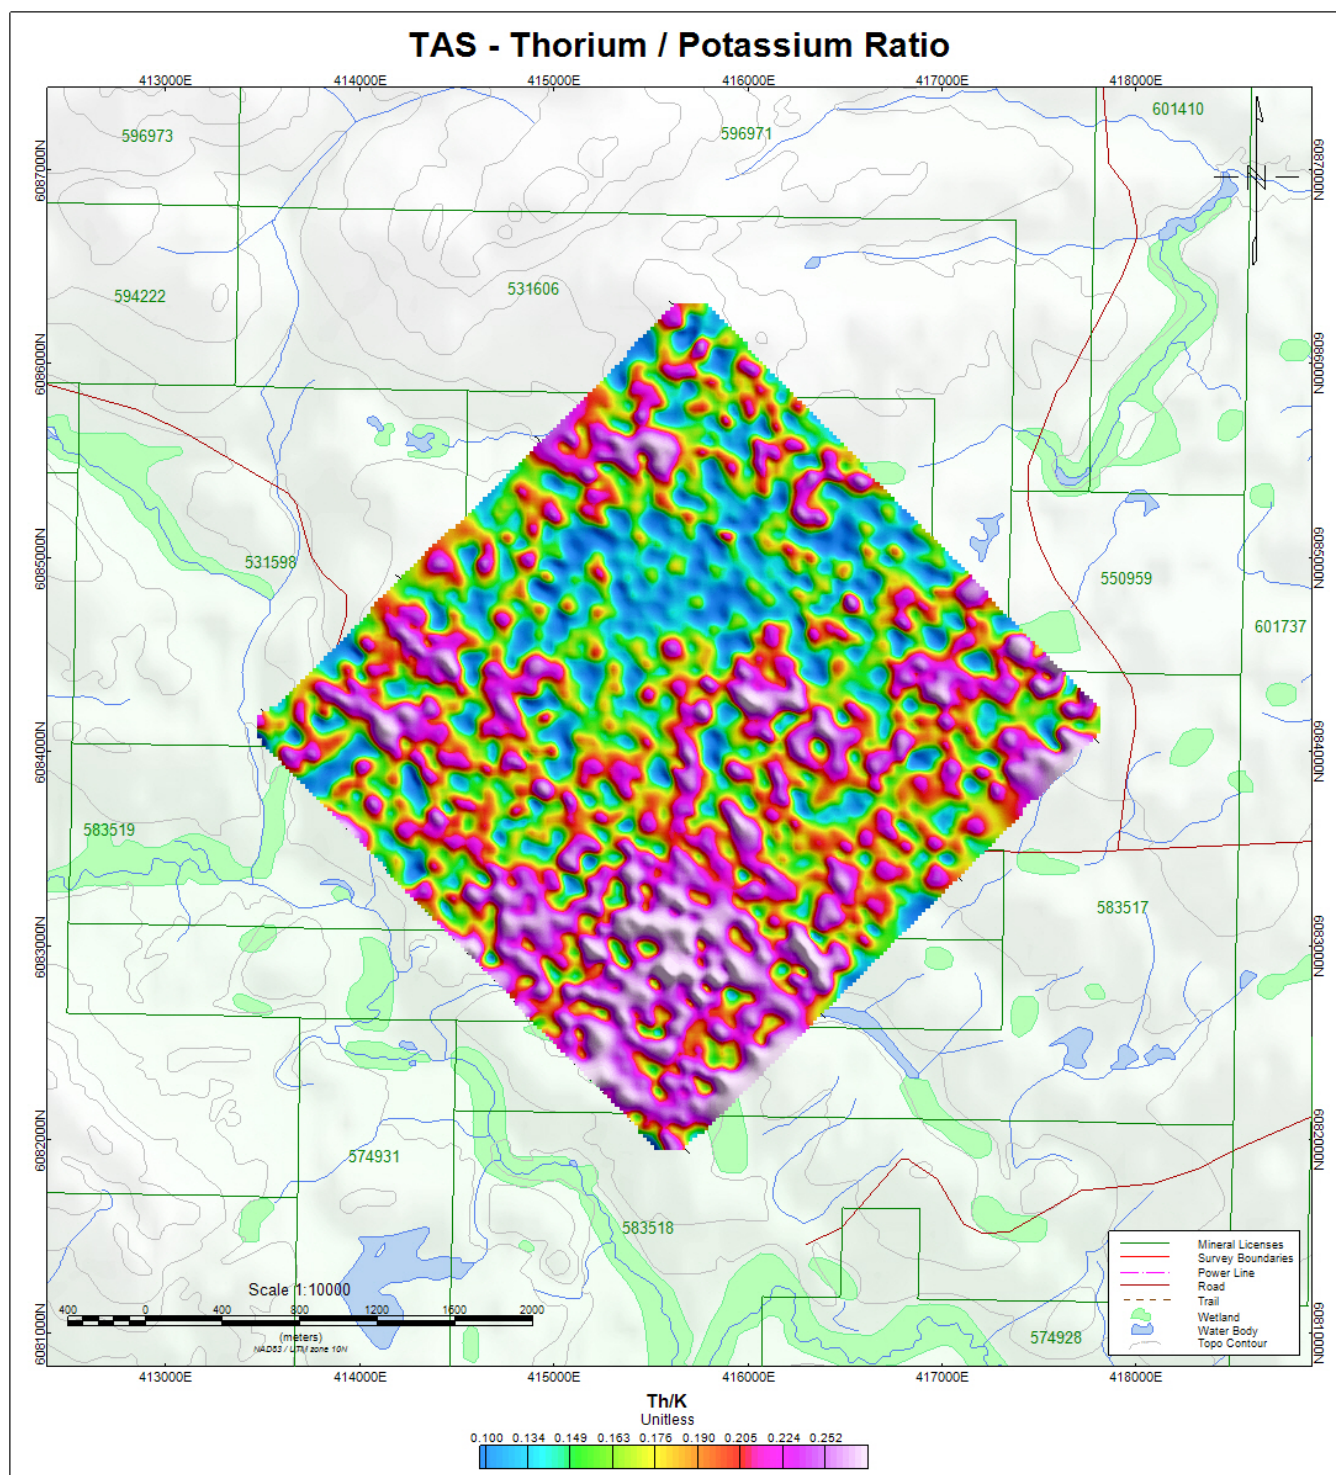 TAS - Thorium / Potassium Ratio
413000E 414000E 415000E 416000E 417000E 418000E
601410
596973 596971
6087000N 6087000N
594222 531606
6086000N 6086000N
531598 550959
6085000N 6085000N
601737
6084000N 6084000N
583519
583517
6083000N 6083000N
574931
6082000N 6082000N
583518
574928
6081000N 6081000N
Mineral Licenses
Survey Boundaries
Power Line
Road
Trail
Wetland
Water Body
Topo Contour
Scale 1:10000
400 0 400 800 1200 1600 2000
(meters)
NAD83 / UTM zone 10N
413000E 414000E 415000E 416000E 417000E 418000E
Th/K
Unitless
0.100 0.134 0.149 0.163 0.176 0.190 0.205 0.224 0.252